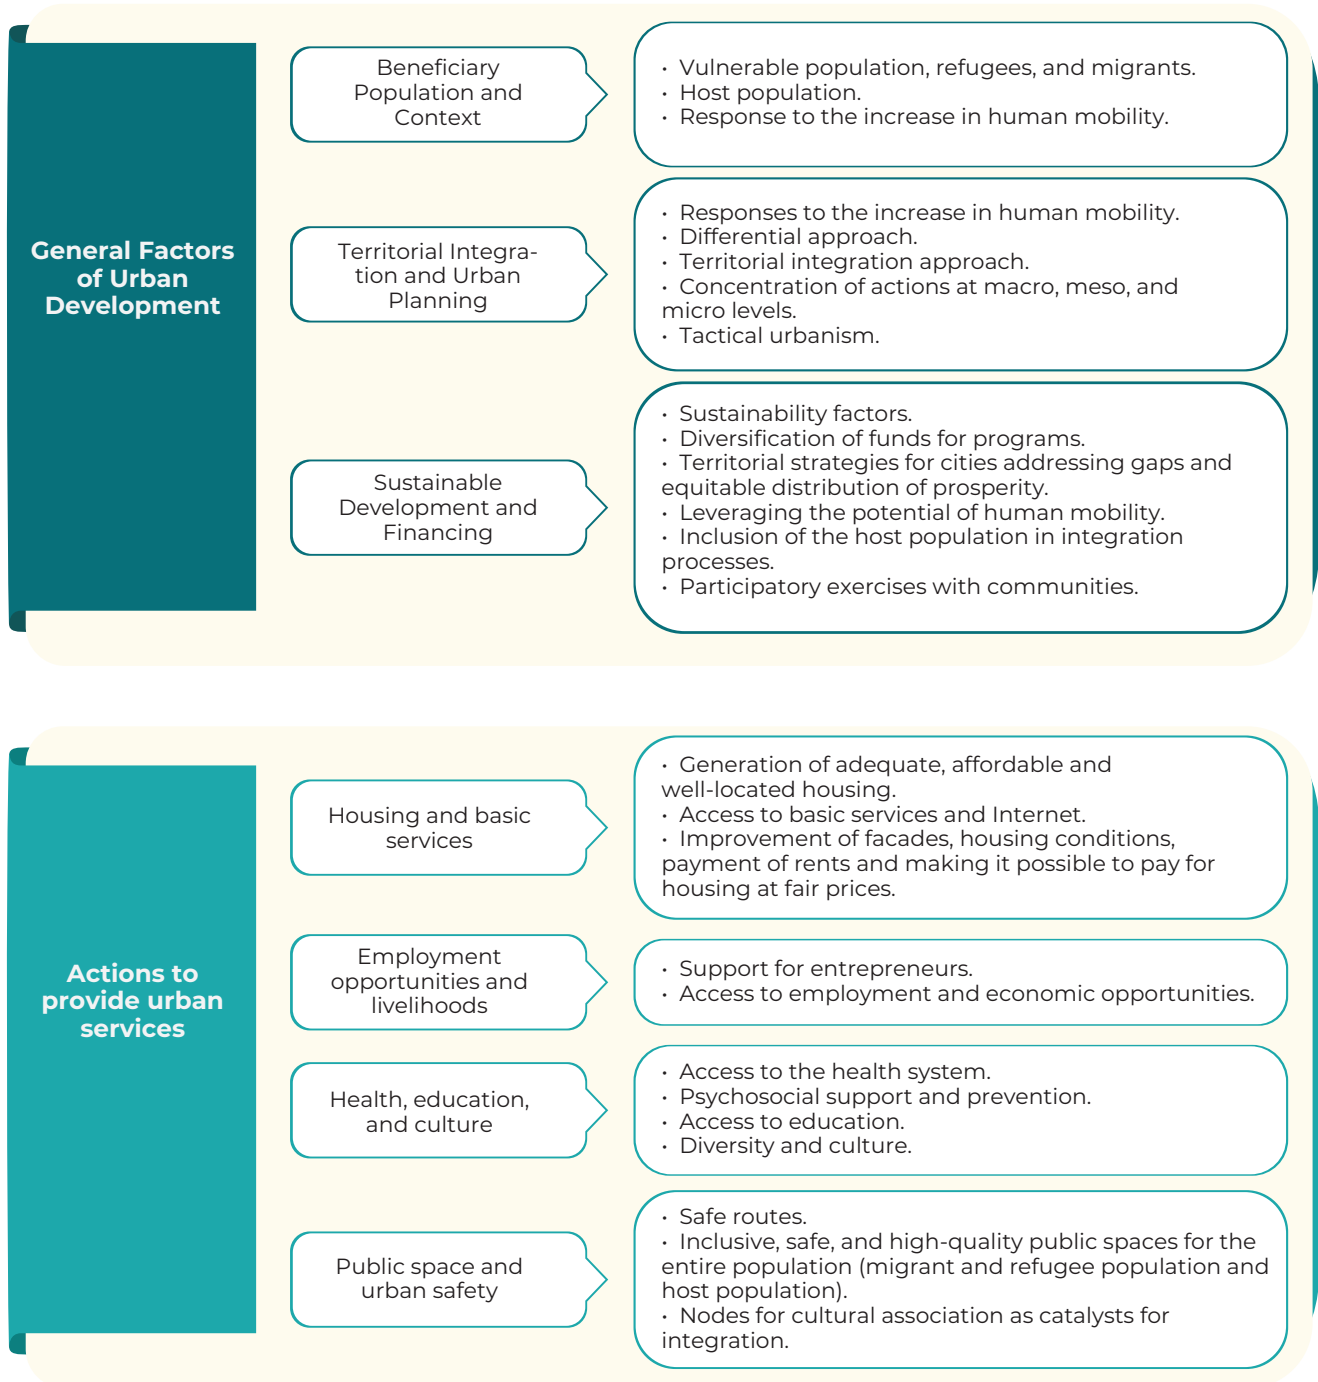 General Factors
of Urban
Development
Beneficiary
Population and
Context
· Vulnerable population, refugees, and migrants.
· Host population.
· Response to the increase in human mobility.
Territorial Integra-
tion and Urban
Planning
· Responses to the increase in human mobility.
· Differential approach.
· Territorial integration approach.
· Concentration of actions at macro, meso, and
micro levels.
· Tactical urbanism.
Sustainable
Development and
Financing
· Sustainability factors.
· Diversification of funds for programs.
· Territorial strategies for cities addressing gaps and
equitable distribution of prosperity.
· Leveraging the potential of human mobility.
· Inclusion of the host population in integration
processes.
· Participatory exercises with communities.
Actions to
provide urban
services
Housing and basic
services
· Generation of adequate, affordable and
well-located housing.
· Access to basic services and Internet.
· Improvement of facades, housing conditions,
payment of rents and making it possible to pay for
housing at fair prices.
Employment
opportunities and
livelihoods
· Support for entrepreneurs.
· Access to employment and economic opportunities.
Health, education,
and culture
· Access to the health system.
· Psychosocial support and prevention.
· Access to education.
· Diversity and culture.
Public space and
urban safety
· Safe routes.
· Inclusive, safe, and high-quality public spaces for the
entire population (migrant and refugee population and
host population).
· Nodes for cultural association as catalysts for
integration.